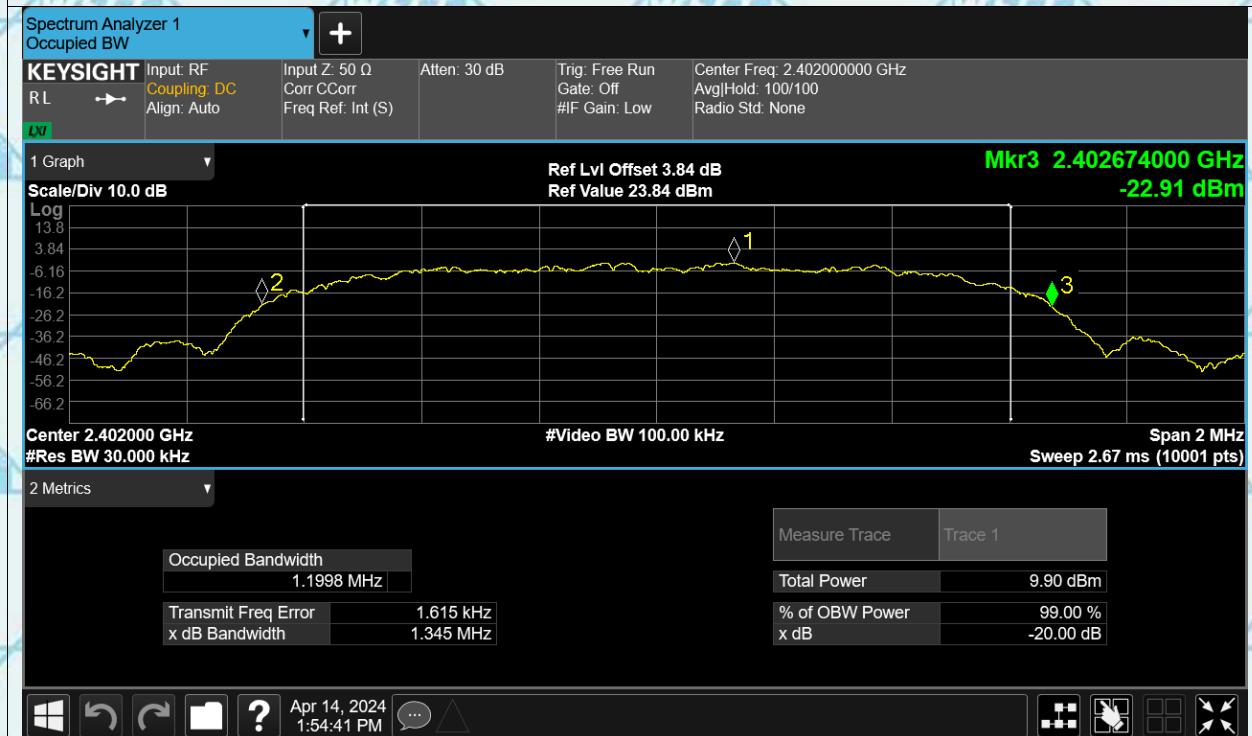 Spectrum Analyzer 1
Occupied BW
KEYSIGHT
R L
LXI
Input: RF
Coupling: DC
Align: Auto
Input Z: 50 Ω
Corr CCorr
Freq Ref: Int (S)
Atten: 30 dB
Trig: Free Run
Gate: Off
#IF Gain: Low
Center Freq: 2.402000000 GHz
Avg|Hold: 100/100
Radio Std: None
1 Graph
Scale/Div 10.0 dB
Ref Lvl Offset 3.84 dB
Ref Value 23.84 dBm
Mkr3 2.402674000 GHz
-22.91 dBm
Log
13.8
3.84
-6.16
-16.2
-26.2
-36.2
-46.2
-56.2
-66.2
1
2
3
Center 2.402000 GHz
#Video BW 100.00 kHz
Span 2 MHz
#Res BW 30.000 kHz
Sweep 2.67 ms (10001 pts)
2 Metrics
Occupied Bandwidth
1.1998 MHz
Transmit Freq Error 1.615 kHz
x dB Bandwidth 1.345 MHz
Measure Trace Trace 1
Total Power 9.90 dBm
% of OBW Power 99.00 %
x dB -20.00 dB
?
Apr 14, 2024
1:54:41 PM